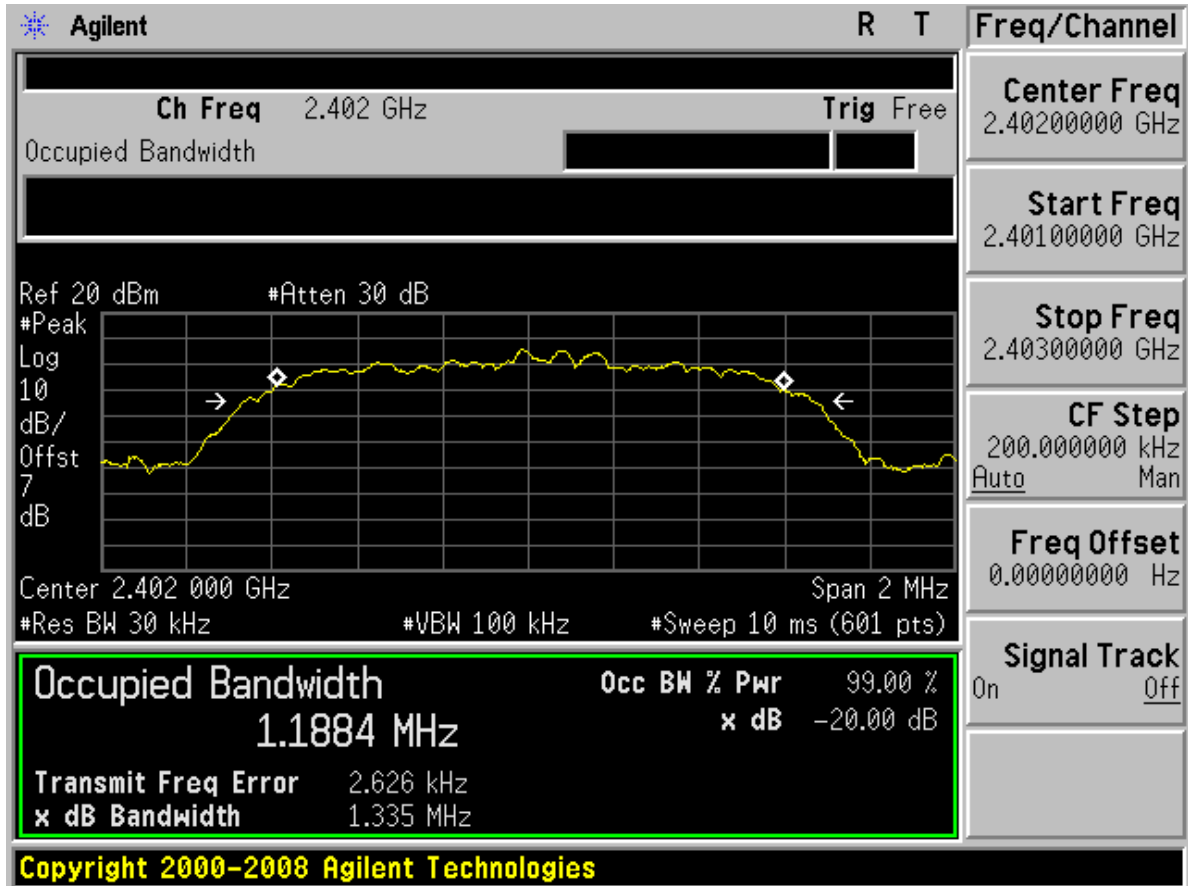 Agilent R T
Ch Freq 2.402 GHz Trig Free
Occupied Bandwidth
Ref 20 dBm #Atten 30 dB
#Peak
Log
10
dB/
Offst
7
dB
Center 2.402 000 GHz Span 2 MHz
#Res BW 30 kHz #VBW 100 kHz #Sweep 10 ms (601 pts)
Occupied Bandwidth Occ BW % Pwr 99.00 %
1.1884 MHz x dB -20.00 dB
Transmit Freq Error 2.626 kHz
x dB Bandwidth 1.335 MHz
Copyright 2000-2008 Agilent Technologies
Freq/Channel
Center Freq
2.40200000 GHz
Start Freq
2.40100000 GHz
Stop Freq
2.40300000 GHz
CF Step
200.000000 kHz
Auto Man
Freq Offset
0.00000000 Hz
Signal Track
On Off